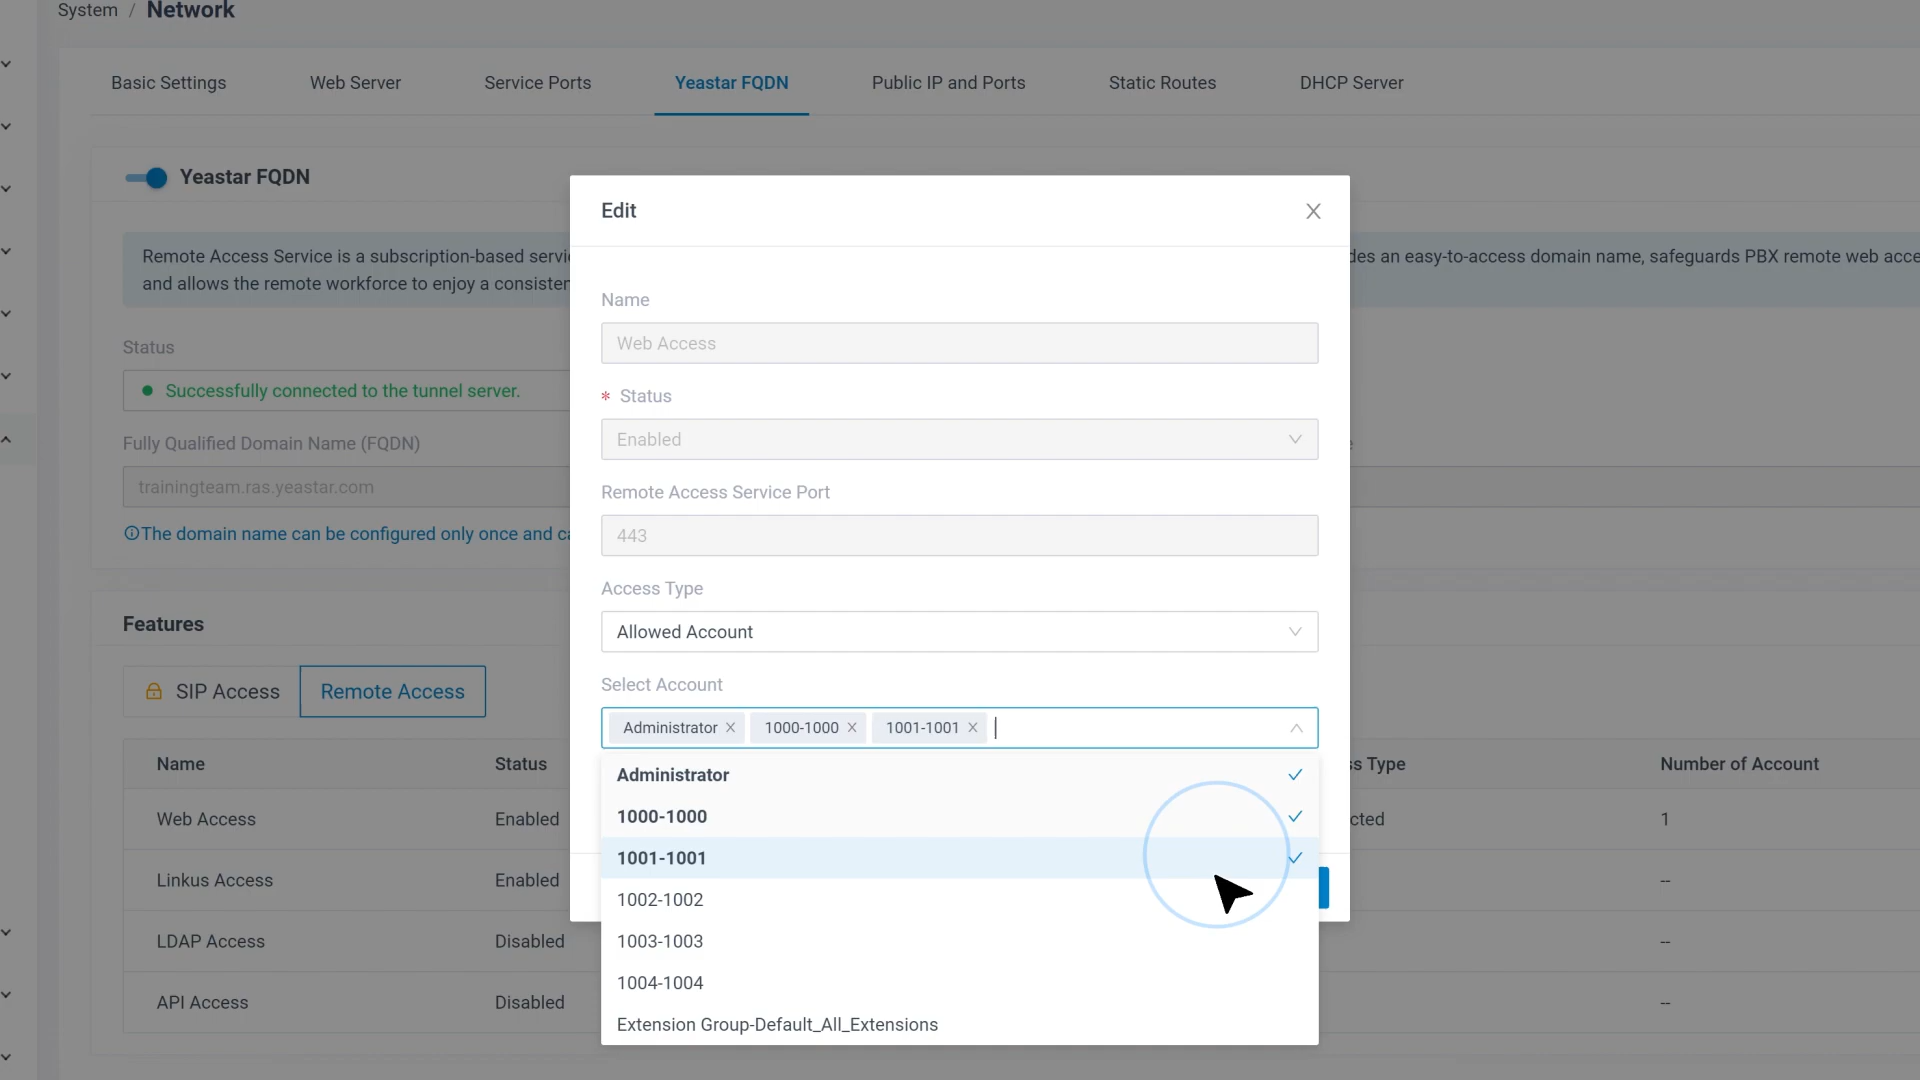 System / Network
Basic Settings
Web Server
Service Ports
Yeastar FQDN
Public IP and Ports
Static Routes
DHCP Server
Yeastar FQDN
Remote Access Service is a subscription-based servi
des an easy-to-access domain name, safeguards PBX remote web acce
and allows the remote workforce to enjoy a consisten
Status
Successfully connected to the tunnel server.
Fully Qualified Domain Name (FQDN)
trainingteam.ras.yeastar.com
The domain name can be configured only once and ca
Features
SIP Access
Remote Access
Name
Status
ss Type
Number of Account
Web Access
Enabled
cted
1
Linkus Access
Enabled
--
LDAP Access
Disabled
--
API Access
Disabled
--
Edit
Name
Web Access
* Status
Enabled
Remote Access Service Port
443
Access Type
Allowed Account
Select Account
Administrator
1000-1000
1001-1001
Administrator
1000-1000
1001-1001
1002-1002
1003-1003
1004-1004
Extension Group-Default_All_Extensions